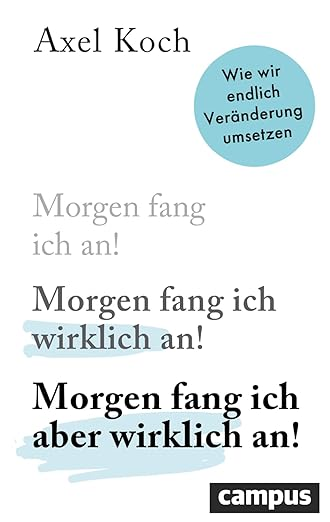 Axel Koch
Wie wir
endlich
Veränderung
umsetzen
Morgen fang
ich an!
Morgen fang ich
wirklich an!
Morgen fang ich
aber wirklich an!
campus